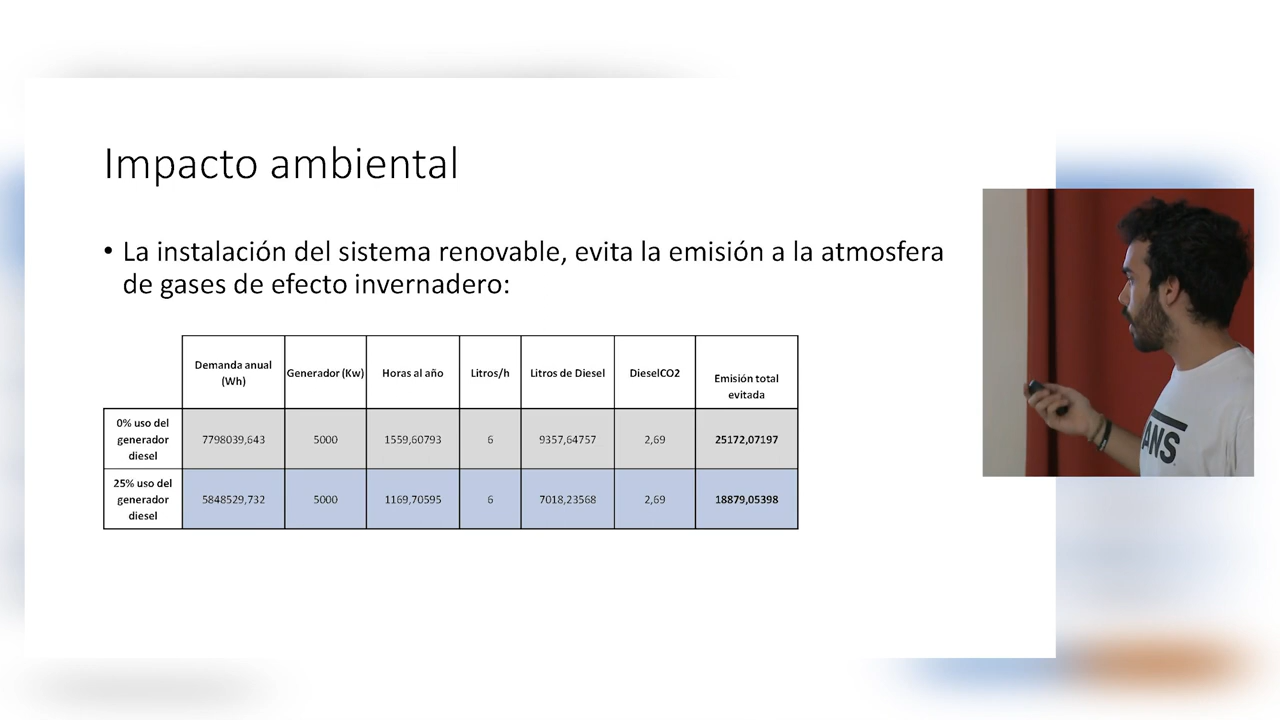 Impacto ambiental
• La instalación del sistema renovable, evita la emisión a la atmosfera
de gases de efecto invernadero:
Demanda anual
(Wh)
Generador (Kw)
Horas al año
Litros/h
Litros de Diesel
DieselCO2
Emisión total
evitada
0% uso del
generador
diesel
7798039,643
5000
1559,60793
6
9357,64757
2,69
25172,07197
25% uso del
generador
diesel
5848529,732
5000
1169,70595
6
7018,23568
2,69
18879,05398
ANS